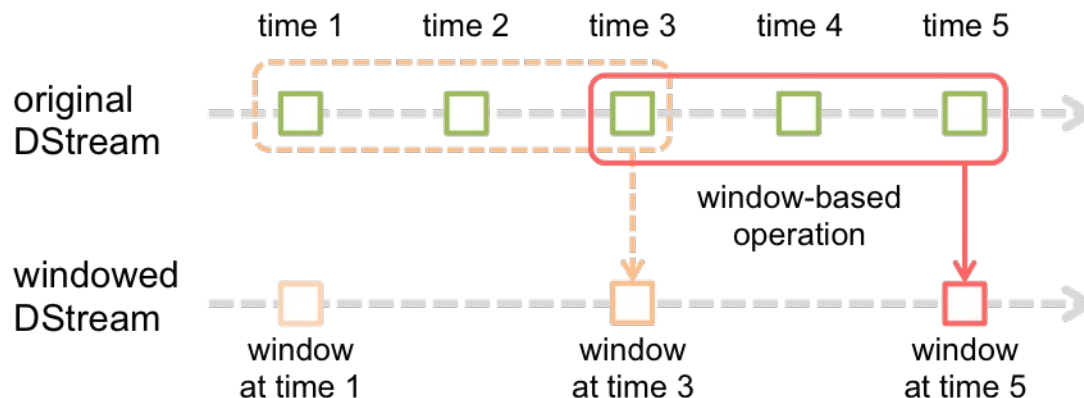 time 1 time 2 time 3 time 4 time 5
original
DStream
window-based
operation
windowed
DStream
window
at time 1
window
at time 3
window
at time 5